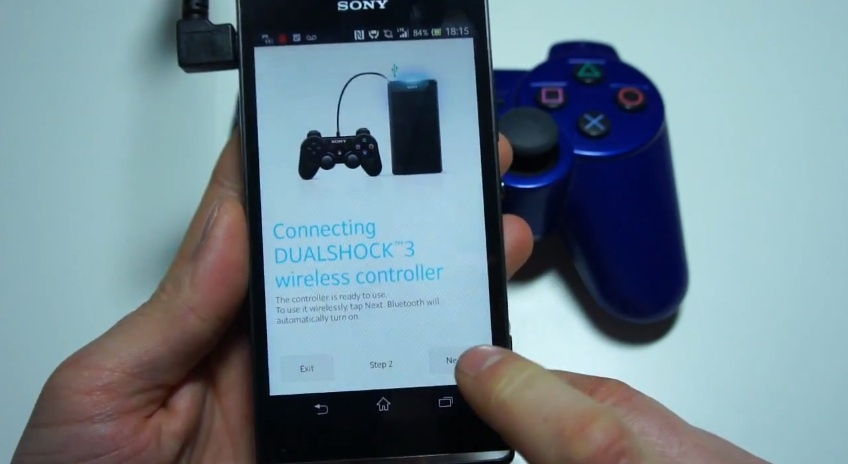 SONY
84% 18:15
SONY
Connecting
DUALSHOCK™3
wireless controller
The controller is ready to use.
To use it wirelessly, tap Next. Bluetooth will
automatically turn on.
Exit Step 2